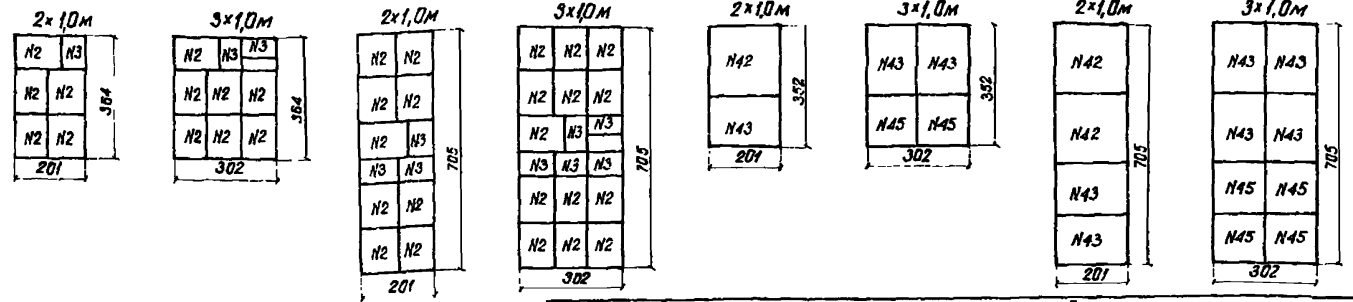 2×1,0м
N2 N3
N2 N2
N2 N2
364
201
3×1,0м
N2 N3 N3
N2 N2 N2
N2 N2 N2
364
302
2×1,0м
N2 N2
N2 N2
N2 N3
N3 N3
N2 N2
N2 N2
705
201
3×1,0м
N2 N2 N2
N2 N2 N2
N2 N3 N3
N3 N3 N3
N2 N2 N2
N2 N2 N2
705
302
2×1,0м
N42
N43
352
201
3×1,0м
N43 N43
N45 N45
352
302
2×1,0м
N42
N42
N43
N43
705
201
3×1,0м
N43 N43
N43 N43
N45 N45
N45 N45
705
302